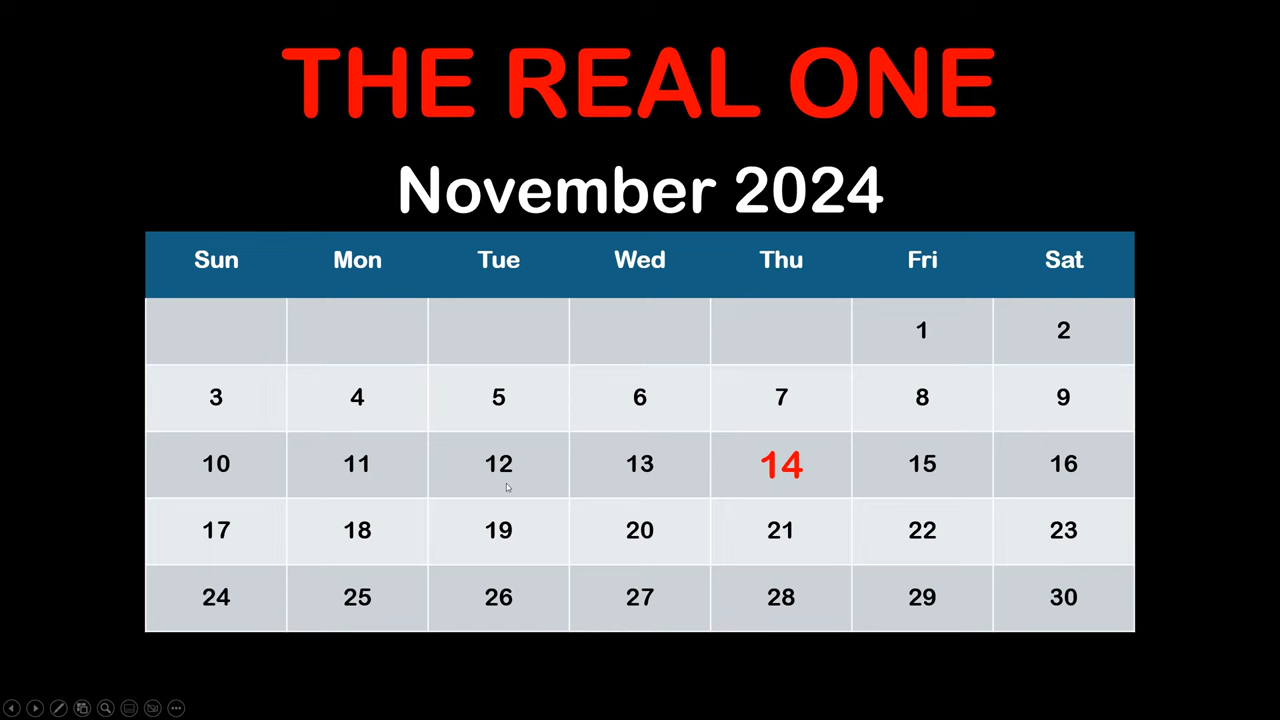 THE REAL ONE
November 2024
Sun Mon Tue Wed Thu Fri Sat
1 2
3 4 5 6 7 8 9
10 11 12 13 14 15 16
17 18 19 20 21 22 23
24 25 26 27 28 29 30